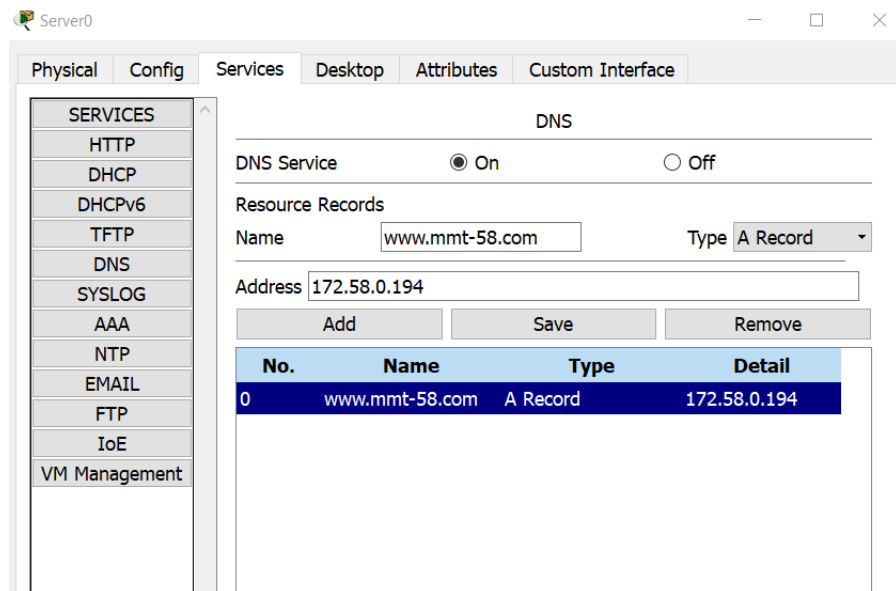 Server0
Physical Config Services Desktop Attributes Custom Interface
SERVICES
HTTP
DHCP
DHCPv6
TFTP
DNS
SYSLOG
AAA
NTP
EMAIL
FTP
IoE
VM Management
DNS
DNS Service On Off
Resource Records
Name www.mmt-58.com Type A Record
Address 172.58.0.194
Add Save Remove
No. Name Type Detail
0 www.mmt-58.com A Record 172.58.0.194